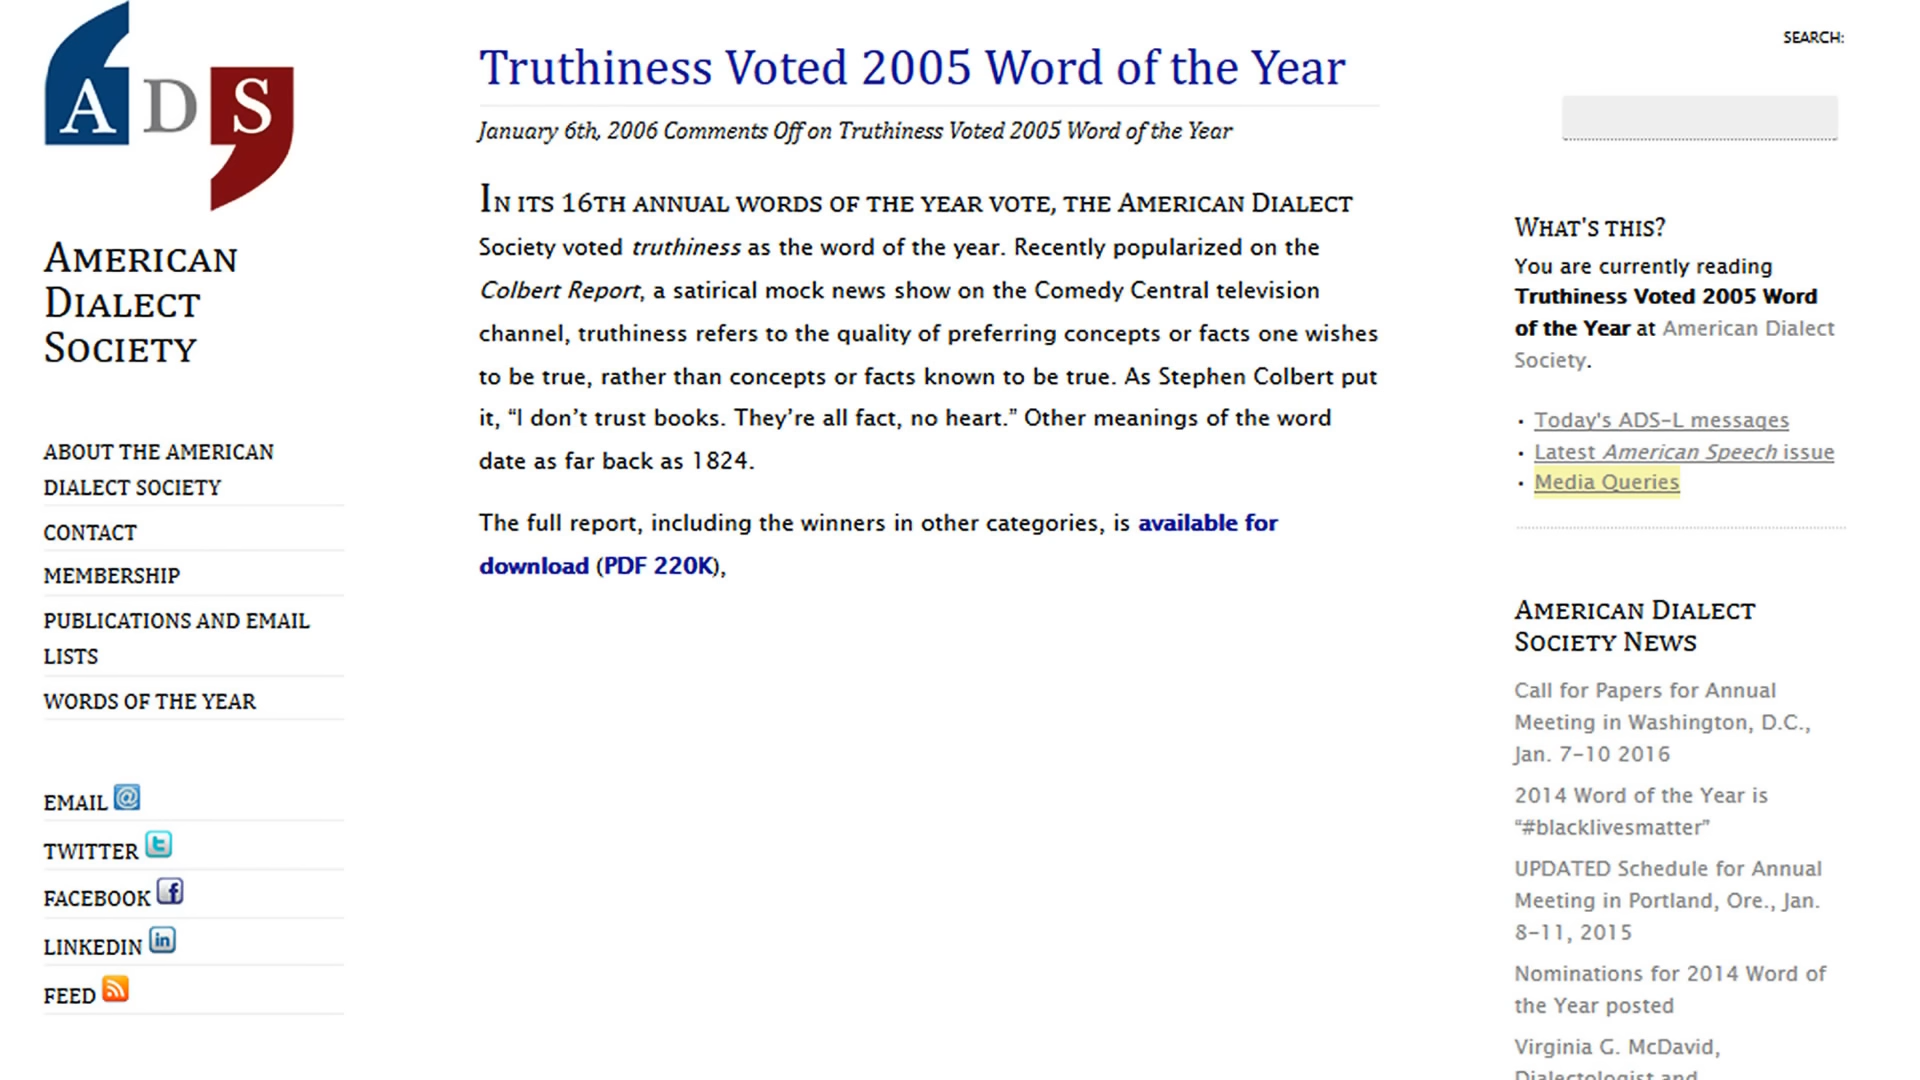 ADS
AMERICAN
DIALECT
SOCIETY
ABOUT THE AMERICAN
DIALECT SOCIETY
CONTACT
MEMBERSHIP
PUBLICATIONS AND EMAIL
LISTS
WORDS OF THE YEAR
EMAIL @
TWITTER t
FACEBOOK f
LINKEDIN in
FEED
Truthiness Voted 2005 Word of the Year
January 6th, 2006 Comments Off on Truthiness Voted 2005 Word of the Year
IN ITS 16TH ANNUAL WORDS OF THE YEAR VOTE, THE AMERICAN DIALECT
Society voted truthiness as the word of the year. Recently popularized on the
Colbert Report, a satirical mock news show on the Comedy Central television
channel, truthiness refers to the quality of preferring concepts or facts one wishes
to be true, rather than concepts or facts known to be true. As Stephen Colbert put
it, “I don’t trust books. They’re all fact, no heart.” Other meanings of the word
date as far back as 1824.
The full report, including the winners in other categories, is available for
download (PDF 220K),
SEARCH:
WHAT'S THIS?
You are currently reading
Truthiness Voted 2005 Word
of the Year at American Dialect
Society.
• Today's ADS-L messages
• Latest American Speech issue
• Media Queries
AMERICAN DIALECT
SOCIETY NEWS
Call for Papers for Annual
Meeting in Washington, D.C.,
Jan. 7–10 2016
2014 Word of the Year is
“#blacklivesmatter”
UPDATED Schedule for Annual
Meeting in Portland, Ore., Jan.
8–11, 2015
Nominations for 2014 Word of
the Year posted
Virginia G. McDavid,
Dialectologist and